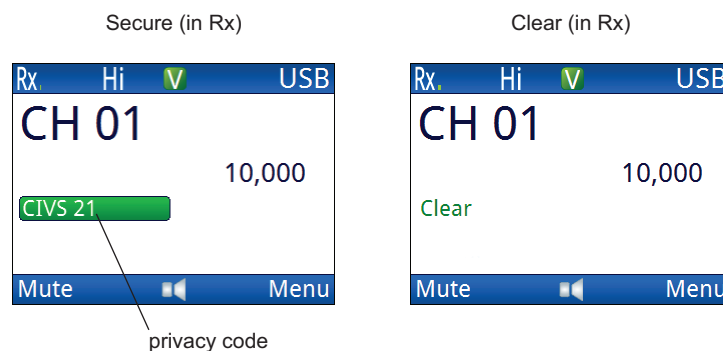 Secure (in Rx)
Rx Hi V USB
CH 01
10,000
CIVS 21
Mute Menu
privacy code
Clear (in Rx)
Rx Hi V USB
CH 01
10,000
Clear
Mute Menu